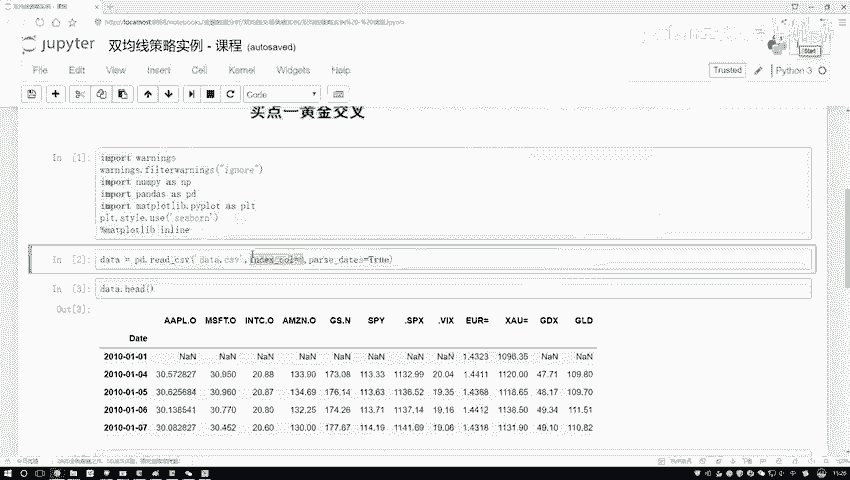 jupyter 双均线策略实例 - 课程 (autosaved)
File Edit View Insert Cell Kernel Widgets Help
Trusted Python 3
Code
买点一黄金交叉
In [1]: import warnings
warnings.filterwarnings("ignore")
import numpy as np
import pandas as pd
import matplotlib.pyplot as plt
plt.style.use('seaborn')
%matplotlib inline
In [2]: data = pd.read_csv('data.csv', ,parse_dates=True)
In [3]: data.head()
Out[3]:
AAPL.O MSFT.O INTC.O AMZN.O GS.N SPY .SPX .VIX EUR= XAU= GDX GLD
Date
2010-01-01 NaN NaN NaN NaN NaN NaN NaN NaN 1.4323 1096.35 NaN NaN
2010-01-04 30.572827 30.950 20.88 133.90 173.08 113.33 1132.99 20.04 1.4411 1120.00 47.71 109.80
2010-01-05 30.625684 30.960 20.87 134.69 176.14 113.63 1136.52 19.35 1.4368 1118.65 48.17 109.70
2010-01-06 30.138541 30.770 20.80 132.25 174.26 113.71 1137.14 19.16 1.4412 1138.50 49.34 111.51
2010-01-07 30.082827 30.452 20.60 130.00 177.67 114.19 1141.69 19.06 1.4318 1131.90 49.10 110.82